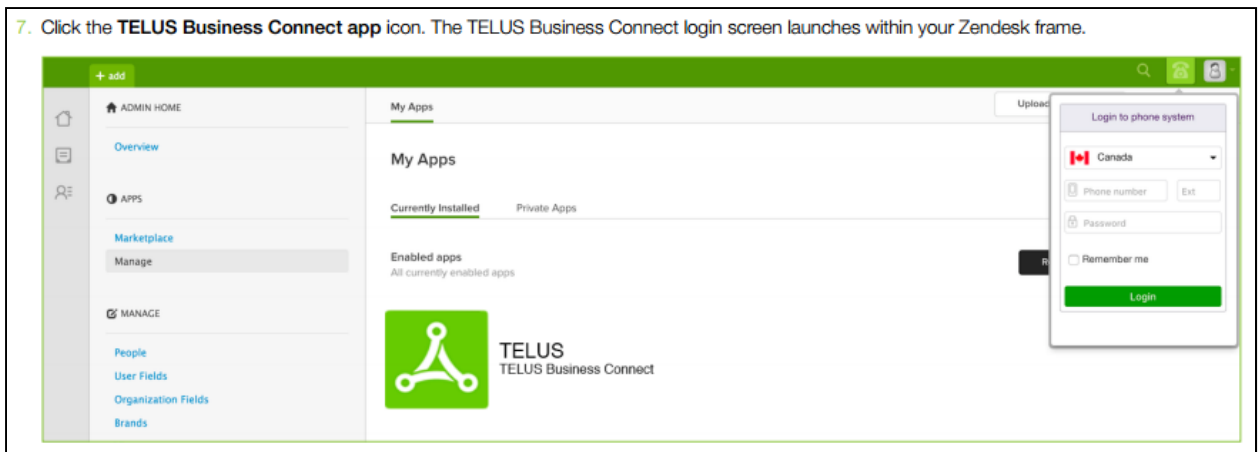 7. Click the TELUS Business Connect app icon. The TELUS Business Connect login screen launches within your Zendesk frame.
+ add
ADMIN HOME
Overview
APPS
Marketplace
Manage
MANAGE
People
User Fields
Organization Fields
Brands
My Apps
My Apps
Currently Installed Private Apps
Enabled apps
All currently enabled apps
TELUS
TELUS Business Connect
Login to phone system
Canada
Phone number Ext
Password
Remember me
Login